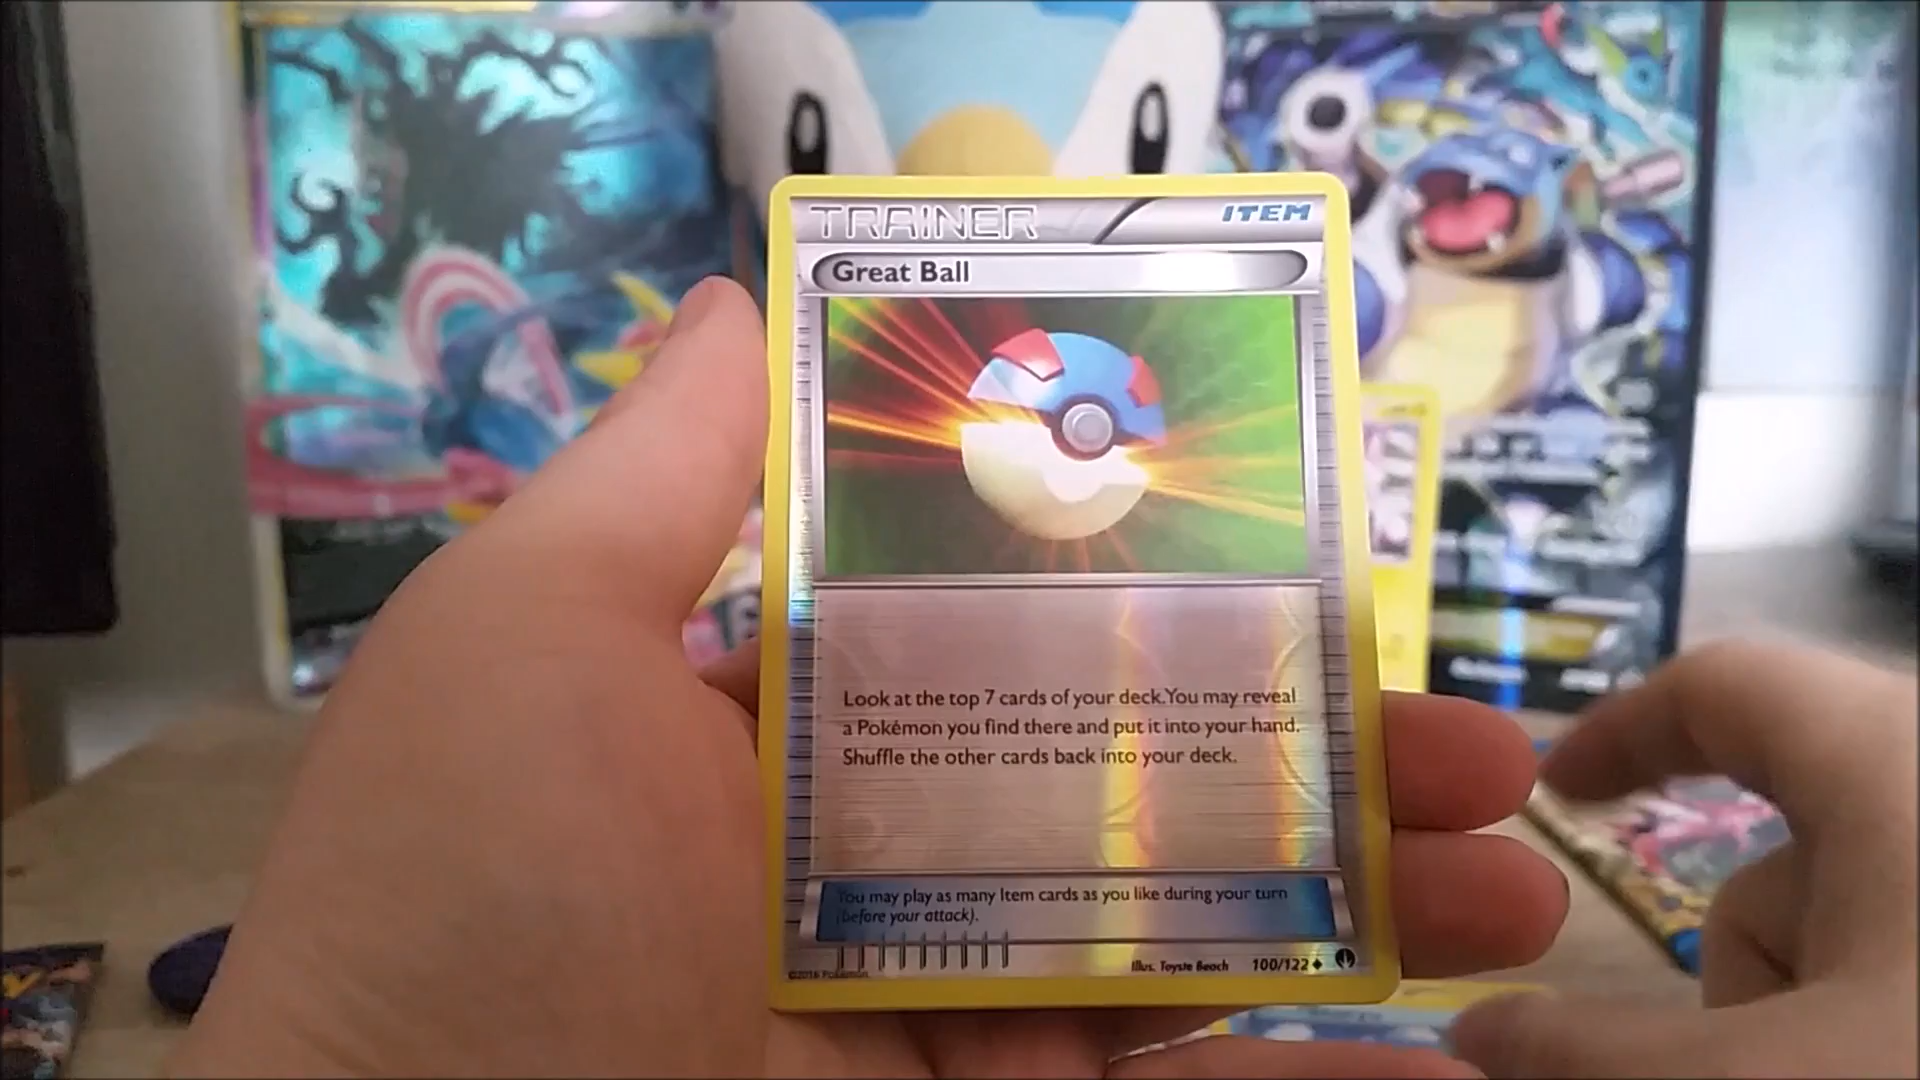 TRAINER
ITEM
Great Ball
Look at the top 7 cards of your deck.You may reveal
a Pokémon you find there and put it into your hand.
Shuffle the other cards back into your deck.
You may play as many Item cards as you like during your turn
(before your attack).
©2016 Pokémon
Illus. Toyste Beach
100/122